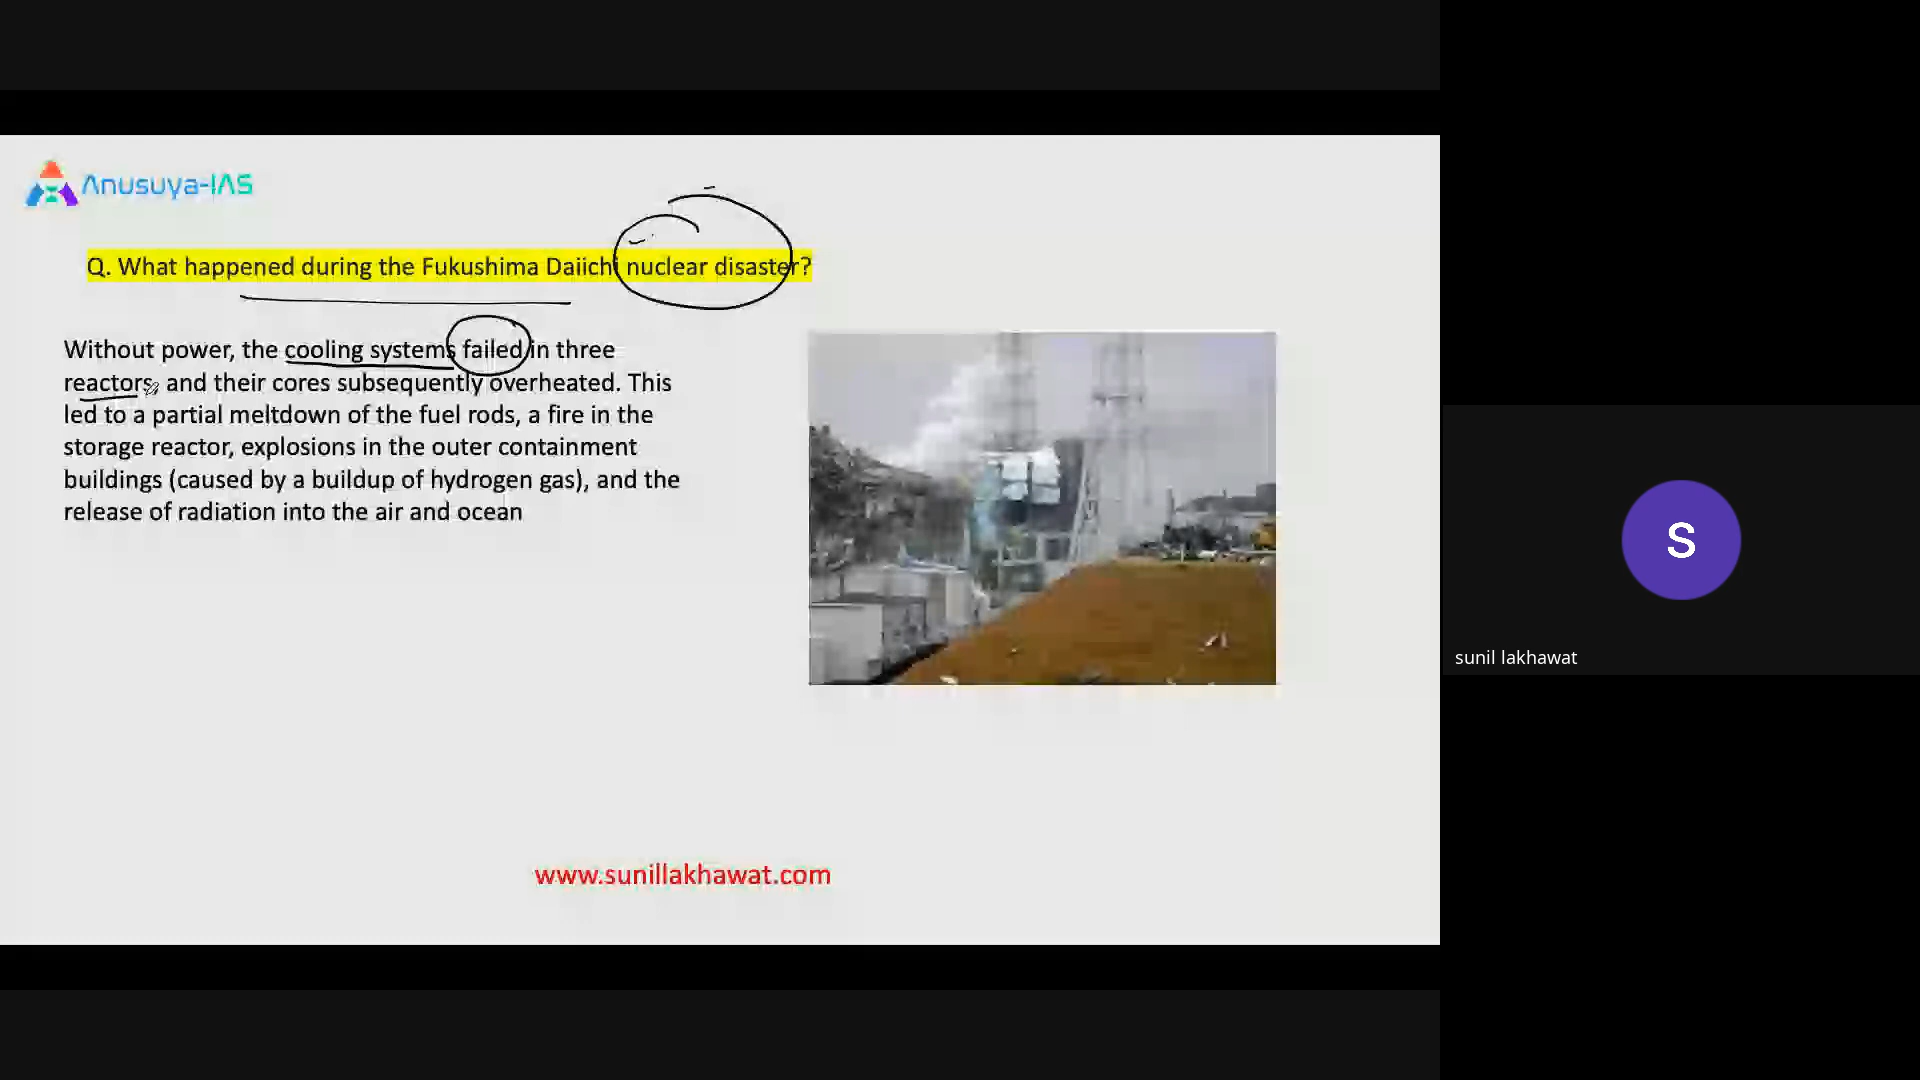 Anusuya-IAS
Q. What happened during the Fukushima Daiichi nuclear disaster?
Without power, the cooling systems failed in three
reactors, and their cores subsequently overheated. This
led to a partial meltdown of the fuel rods, a fire in the
storage reactor, explosions in the outer containment
buildings (caused by a buildup of hydrogen gas), and the
release of radiation into the air and ocean
www.sunillakhawat.com
S
sunil lakhawat